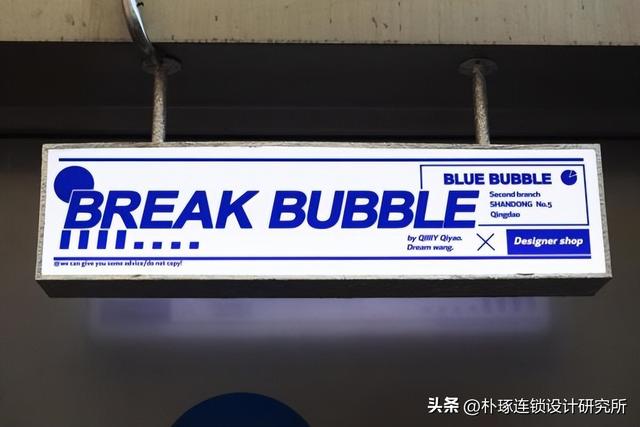 BREAK BUBBLE
BLUE BUBBLE
Second branch
SHANDONG No.5
Qingdao
by QIIIIY Qiyao.
Dream wang.
Designer shop
@we can give you some advice/do not copy!
头条 @朴琢连锁设计研究所